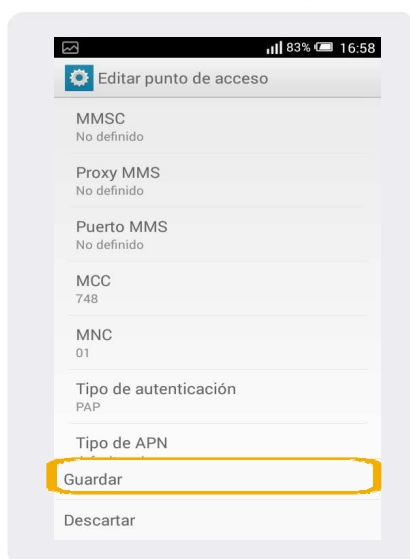 83% 16:58
Editar punto de acceso
MMSC
No definido
Proxy MMS
No definido
Puerto MMS
No definido
MCC
748
MNC
01
Tipo de autenticación
PAP
Tipo de APN
Guardar
Descartar